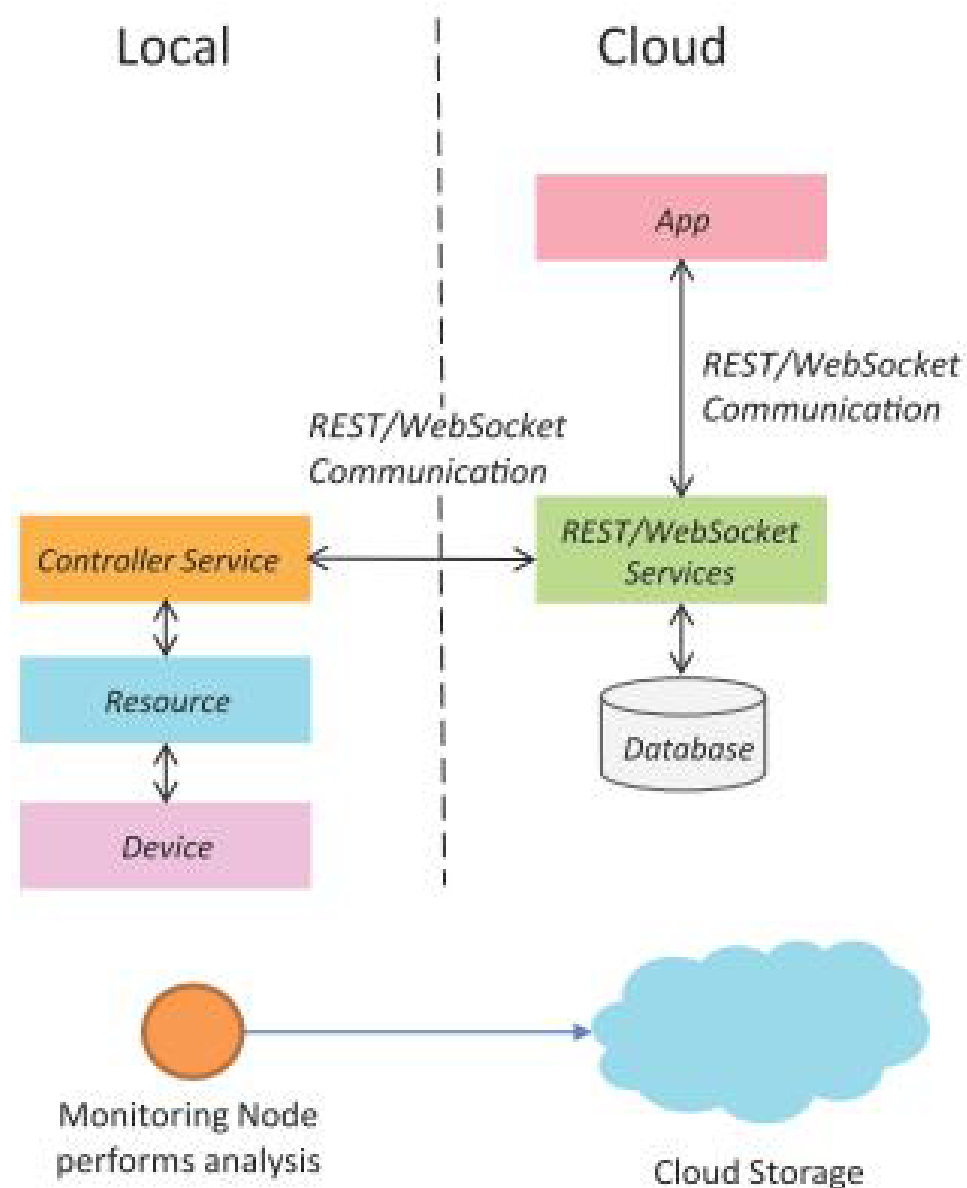 Local
Cloud
App
REST/WebSocket
Communication
REST/WebSocket
Communication
Controller Service
REST/WebSocket
Services
Resource
Database
Device
Monitoring Node
performs analysis
Cloud Storage